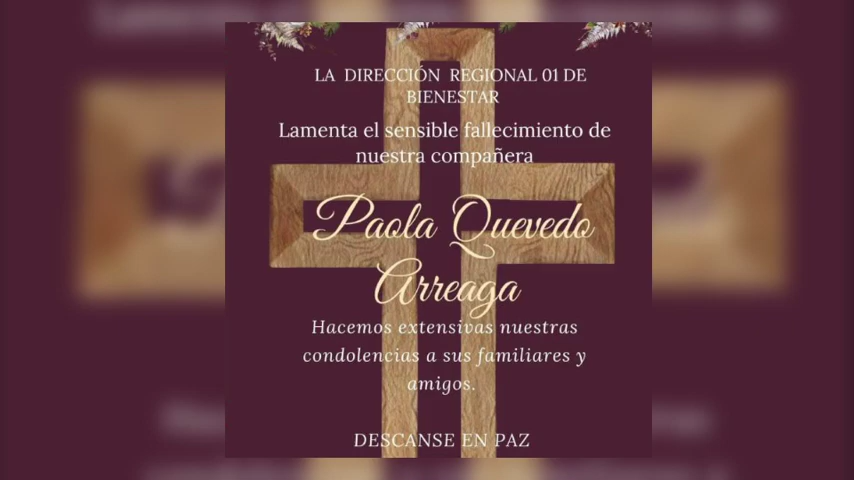 LA DIRECCIÓN REGIONAL 01 DE
BIENESTAR
Lamenta el sensible fallecimiento de
nuestra compañera
Paola Quevedo
Arreaga
Hacemos extensivas nuestras
condolencias a sus familiares y
amigos.
DESCANSE EN PAZ